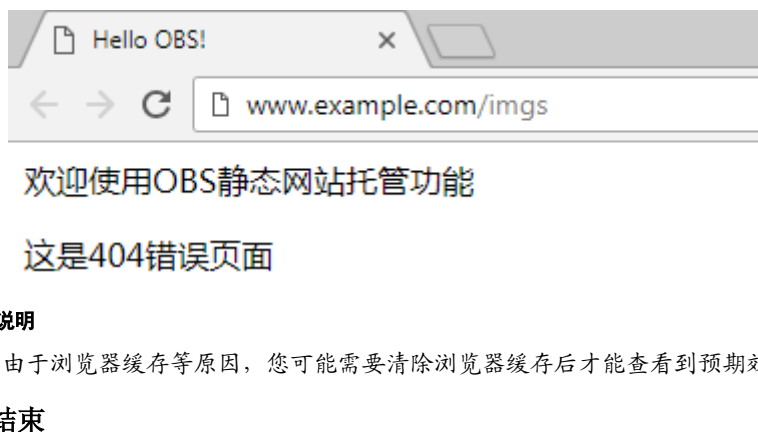 Hello OBS!
www.example.com/imgs
欢迎使用OBS静态网站托管功能
这是404错误页面
说明
由于浏览器缓存等原因，您可能需要清除浏览器缓存后才能查看到预期
结束